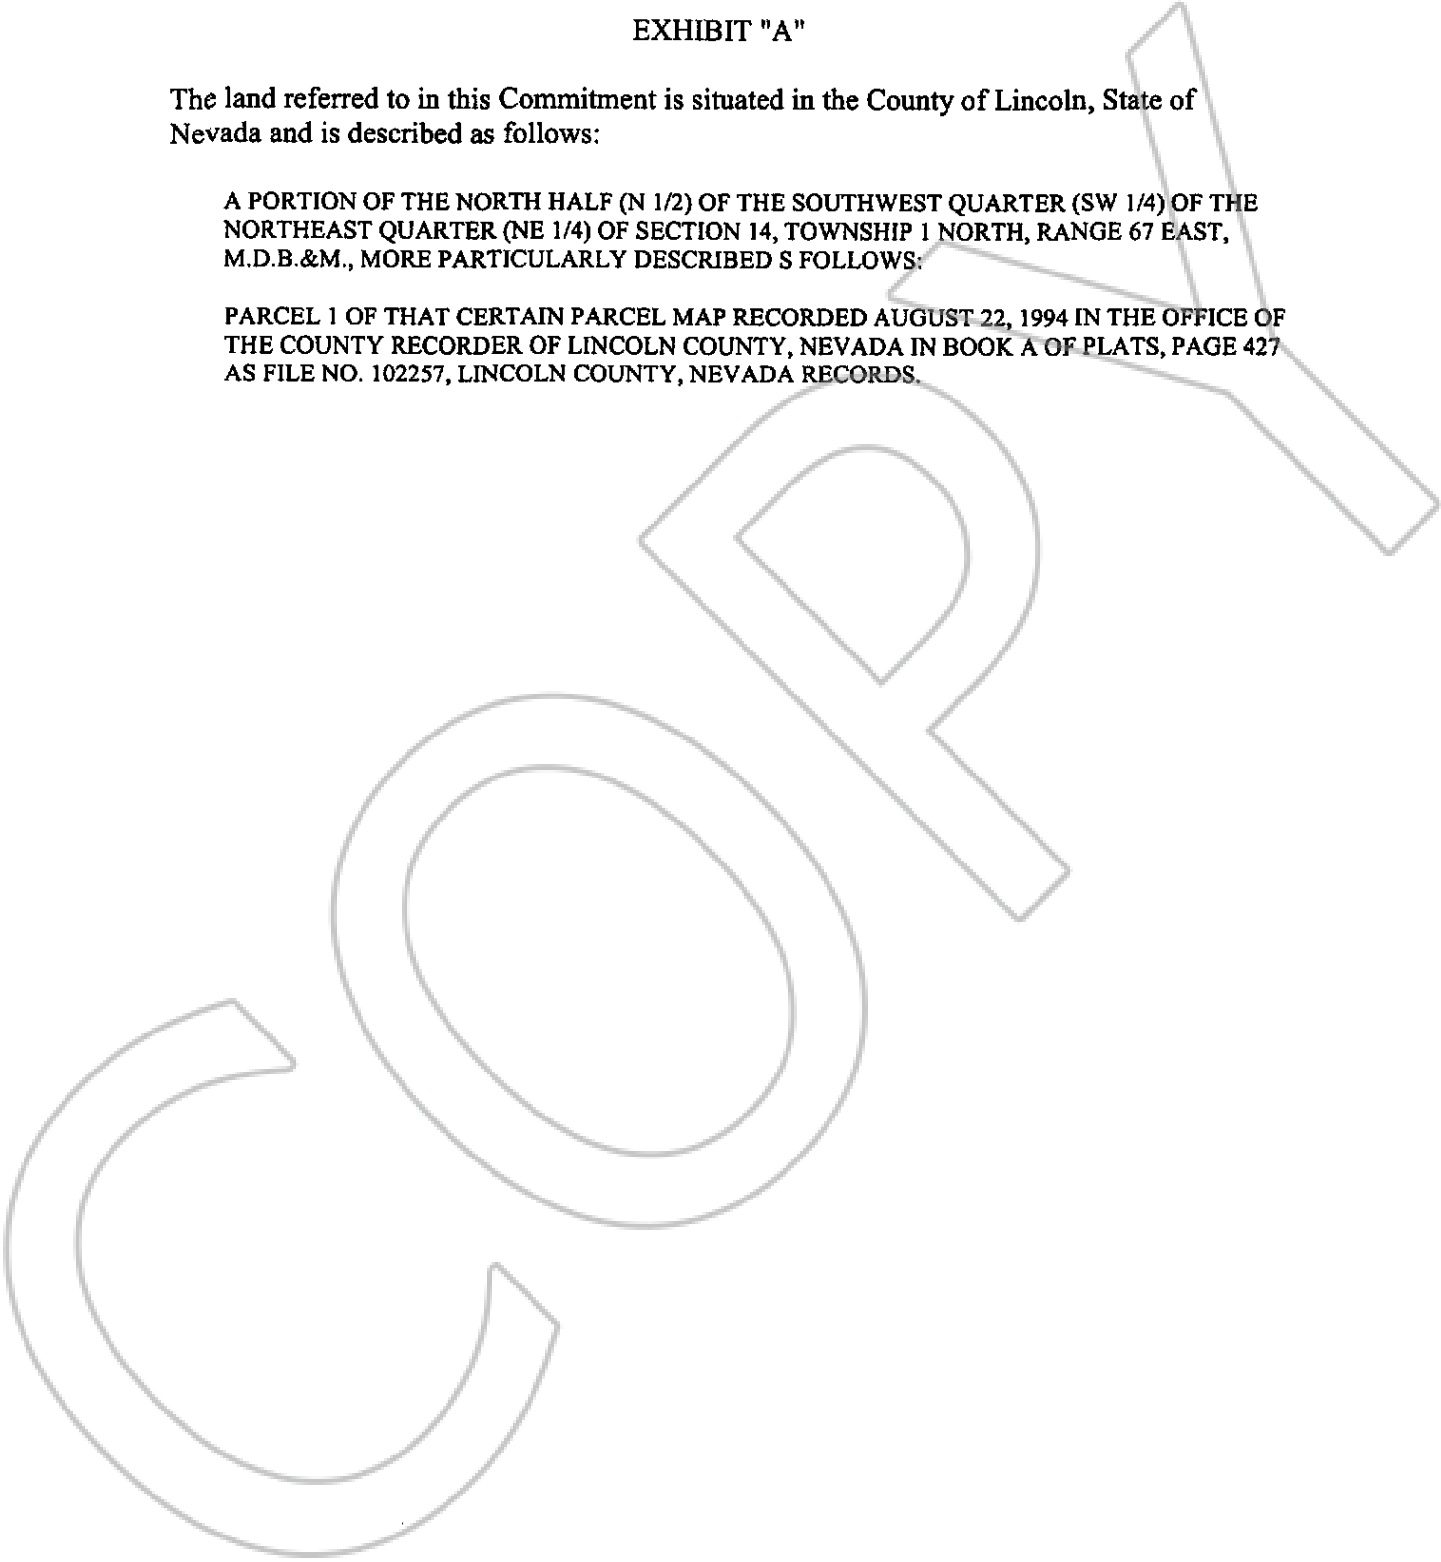 EXHIBIT "A"
The land referred to in this Commitment is situated in the County of Lincoln, State of
Nevada and is described as follows:
A PORTION OF THE NORTH HALF (N 1/2) OF THE SOUTHWEST QUARTER (SW 1/4) OF THE
NORTHEAST QUARTER (NE 1/4) OF SECTION 14, TOWNSHIP 1 NORTH, RANGE 67 EAST,
M.D.B.&M., MORE PARTICULARLY DESCRIBED S FOLLOWS:
PARCEL 1 OF THAT CERTAIN PARCEL MAP RECORDED AUGUST 22, 1994 IN THE OFFICE OF
THE COUNTY RECORDER OF LINCOLN COUNTY, NEVADA IN BOOK A OF PLATS, PAGE 427
AS FILE NO. 102257, LINCOLN COUNTY, NEVADA RECORDS.
COPY